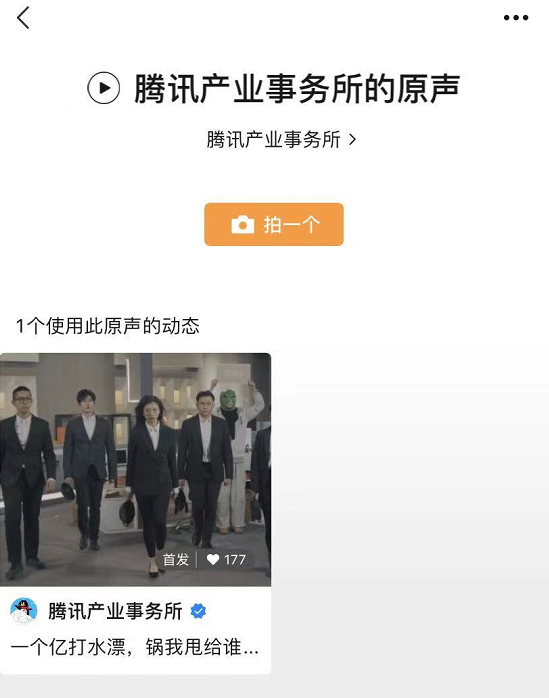 腾讯产业事务所的原声
腾讯产业事务所
拍一个
1个使用此原声的动态
首发 177
腾讯产业事务所
一个亿打水漂，锅我甩给谁...